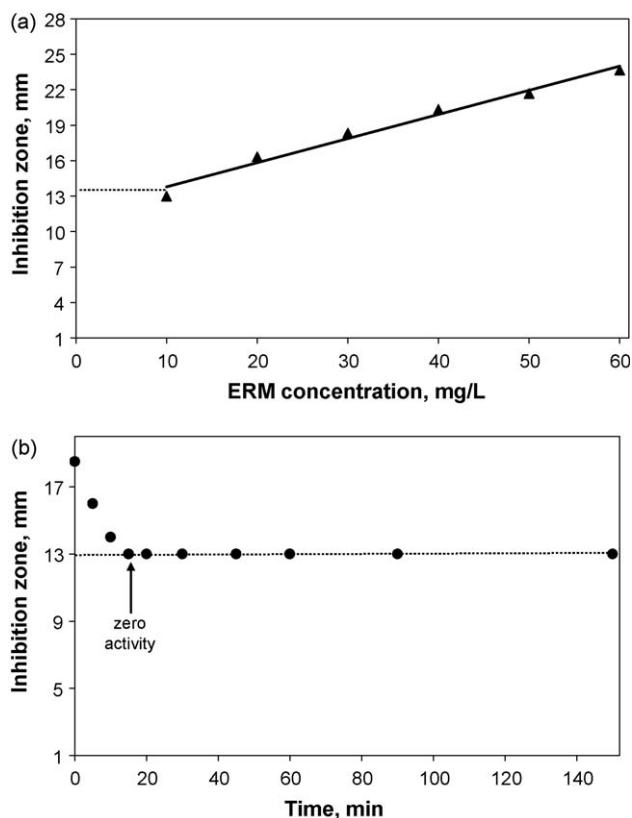 (a)
28
25
22
19
16
13
10
7
4
1
Inhibition zone, mm
0 10 20 30 40 50 60
ERM concentration, mg/L
(b)
17
13
9
5
1
Inhibition zone, mm
zero
activity
0 20 40 60 80 100 120 140
Time, min